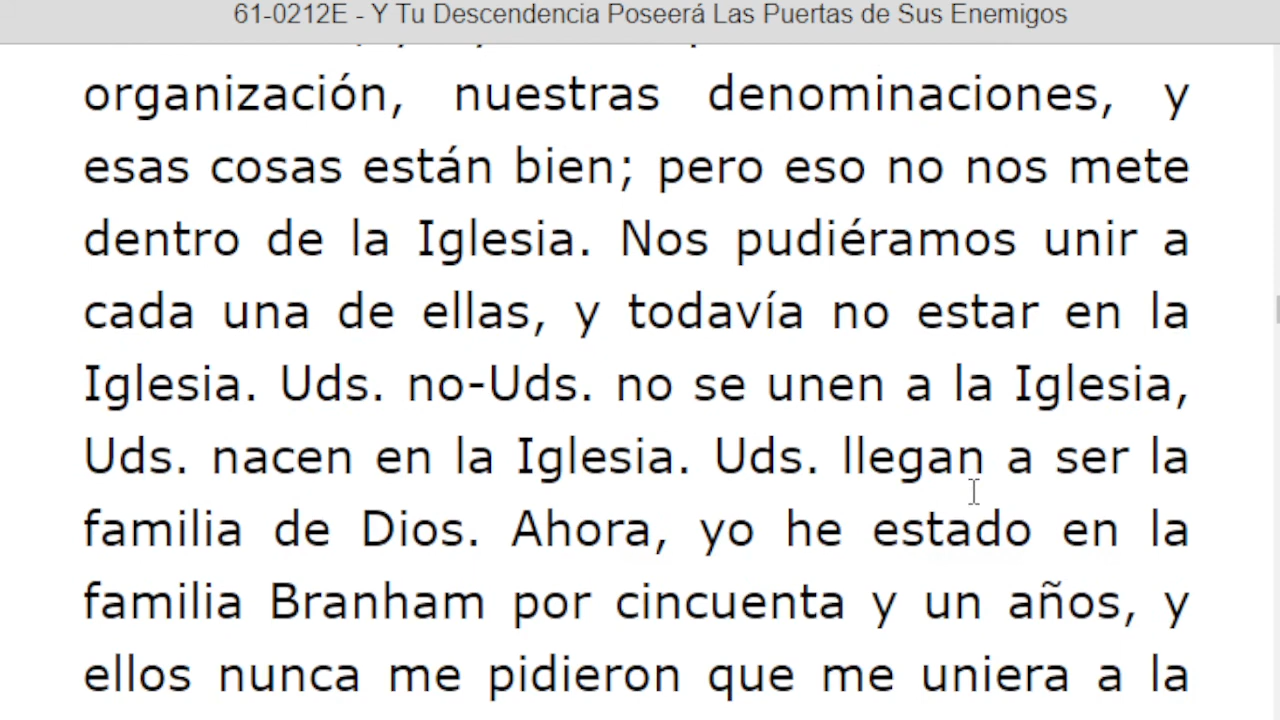 61-0212E - Y Tu Descendencia Poseerá Las Puertas de Sus Enemigos
organización, nuestras denominaciones, y
esas cosas están bien; pero eso no nos mete
dentro de la Iglesia. Nos pudiéramos unir a
cada una de ellas, y todavía no estar en la
Iglesia. Uds. no-Uds. no se unen a la Iglesia,
Uds. nacen en la Iglesia. Uds. llegan a ser la
familia de Dios. Ahora, yo he estado en la
familia Branham por cincuenta y un años, y
ellos nunca me pidieron que me uniera a la